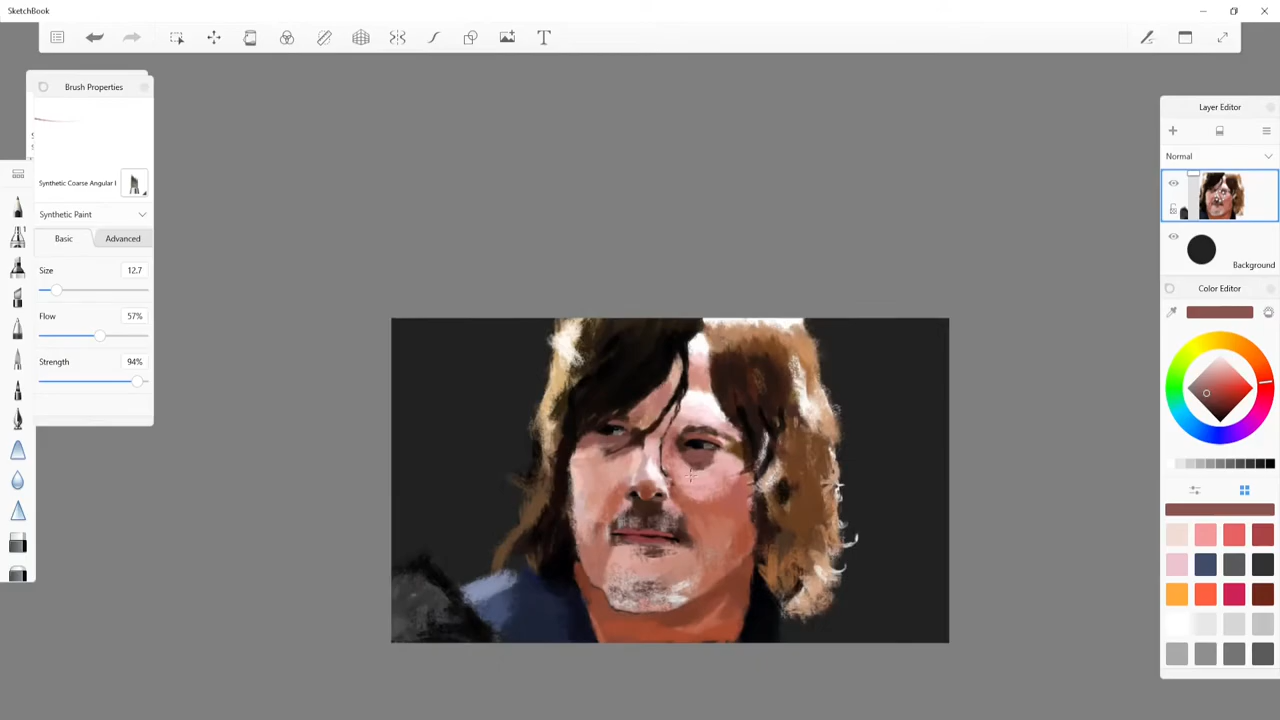 SketchBook
Brush Properties
Synthetic Coarse Angular
Synthetic Paint
Basic
Advanced
Size
12.7
Flow
57%
Strength
94%
Layer Editor
Normal
Background
Color Editor